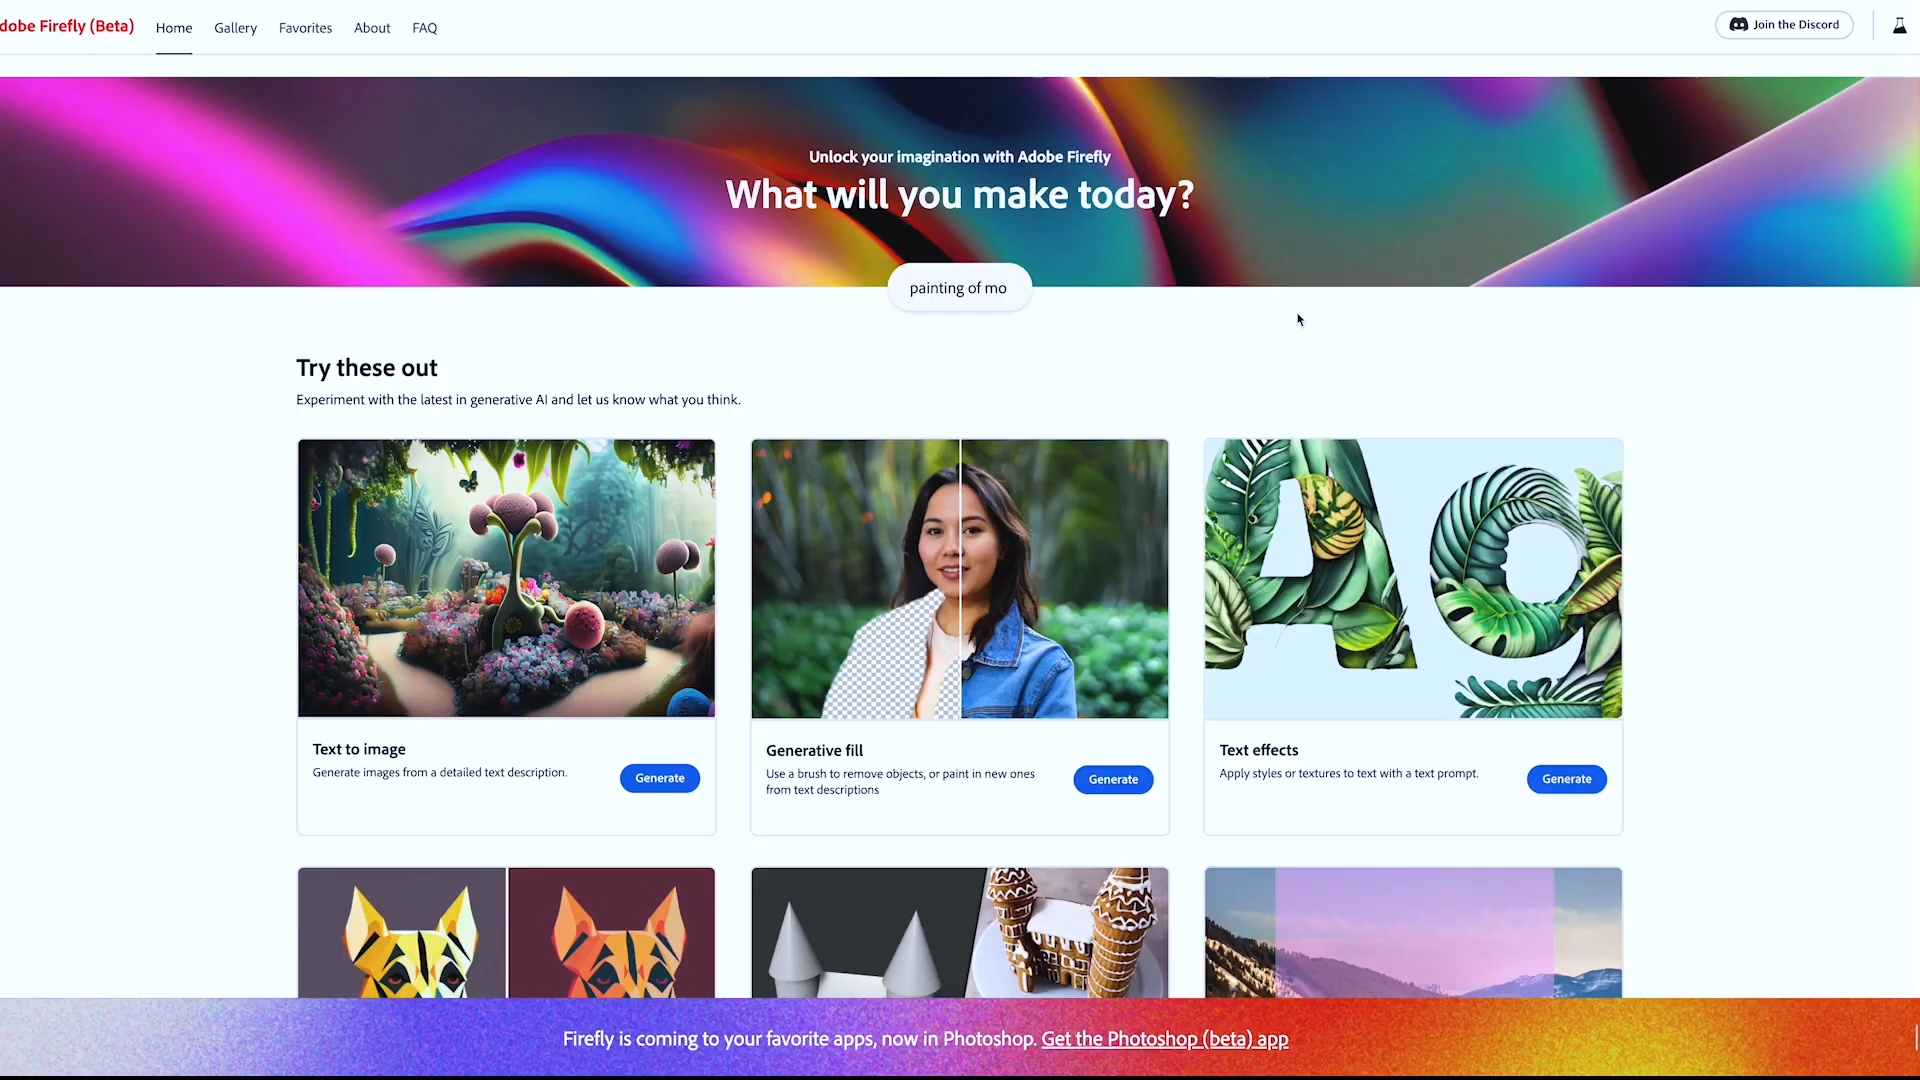 dobe Firefly (Beta)
Home
Gallery
Favorites
About
FAQ
Join the Discord
Unlock your imagination with Adobe Firefly
What will you make today?
painting of mo
Try these out
Experiment with the latest in generative AI and let us know what you think.
Ag
Text to image
Generate images from a detailed text description.
Generate
Generative fill
Use a brush to remove objects, or paint in new ones
from text descriptions
Generate
Text effects
Apply styles or textures to text with a text prompt.
Generate
Firefly is coming to your favorite apps, now in Photoshop. Get the Photoshop (beta) app